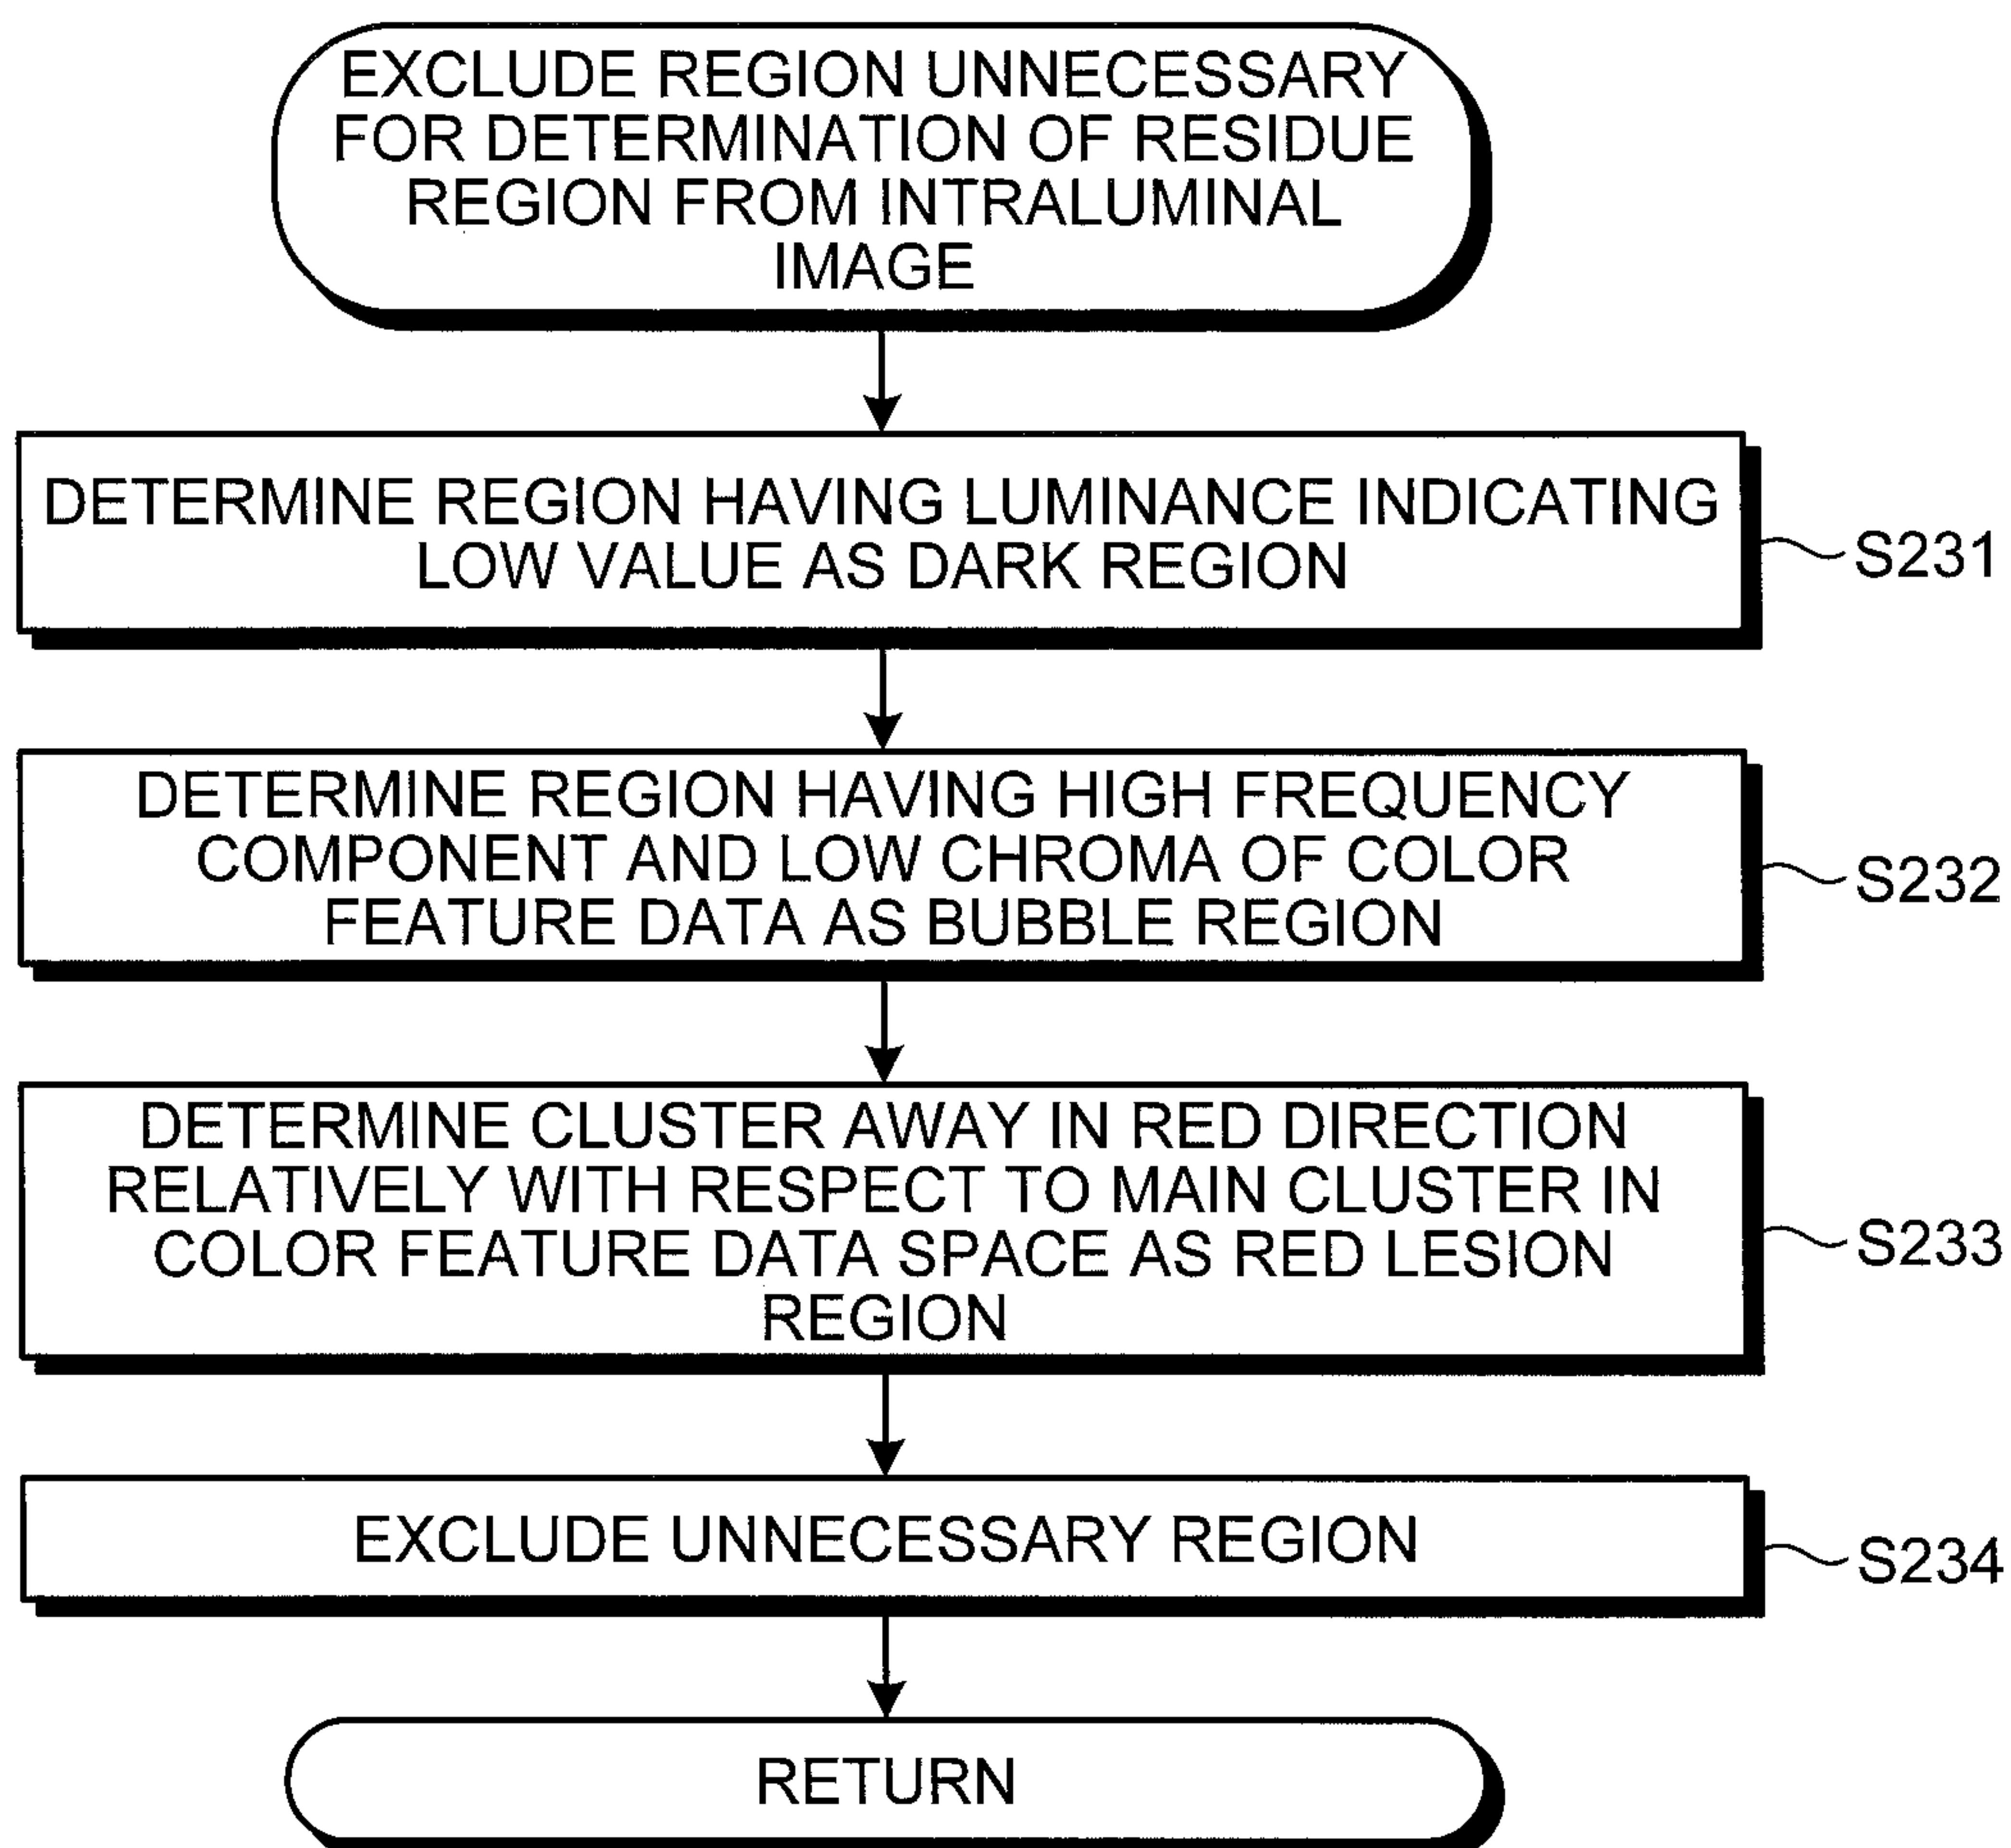 EXCLUDE REGION UNNECESSARY
FOR DETERMINATION OF RESIDUE
REGION FROM INTRALUMINAL
IMAGE
DETERMINE REGION HAVING LUMINANCE INDICATING
LOW VALUE AS DARK REGION
S231
DETERMINE REGION HAVING HIGH FREQUENCY
COMPONENT AND LOW CHROMA OF COLOR
FEATURE DATA AS BUBBLE REGION
S232
DETERMINE CLUSTER AWAY IN RED DIRECTION
RELATIVELY WITH RESPECT TO MAIN CLUSTER IN
COLOR FEATURE DATA SPACE AS RED LESION
REGION
S233
EXCLUDE UNNECESSARY REGION
S234
RETURN